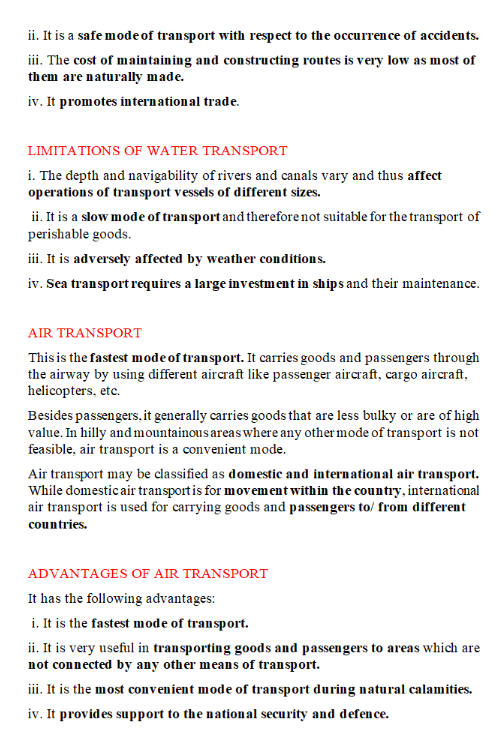 ii. It is a safe mode of transport with respect to the occurrence of accidents.
iii. The cost of maintaining and constructing routes is very low as most of
them are naturally made.
iv. It promotes international trade.
LIMITATIONS OF WATER TRANSPORT
i. The depth and navigability of rivers and canals vary and thus affect
operations of transport vessels of different sizes.
ii. It is a slow mode of transport and therefore not suitable for the transport of
perishable goods.
iii. It is adversely affected by weather conditions.
iv. Sea transport requires a large investment in ships and their maintenance.
AIR TRANSPORT
This is the fastest mode of transport. It carries goods and passengers through
the airway by using different aircraft like passenger aircraft, cargo aircraft,
helicopters, etc.
Besides passengers, it generally carries goods that are less bulky or are of high
value. In hilly and mountainous areas where any other mode of transport is not
feasible, air transport is a convenient mode.
Air transport may be classified as domestic and international air transport.
While domestic air transport is for movement within the country, international
air transport is used for carrying goods and passengers to/ from different
countries.
ADVANTAGES OF AIR TRANSPORT
It has the following advantages:
i. It is the fastest mode of transport.
ii. It is very useful in transporting goods and passengers to areas which are
not connected by any other means of transport.
iii. It is the most convenient mode of transport during natural calamities.
iv. It provides support to the national security and defence.